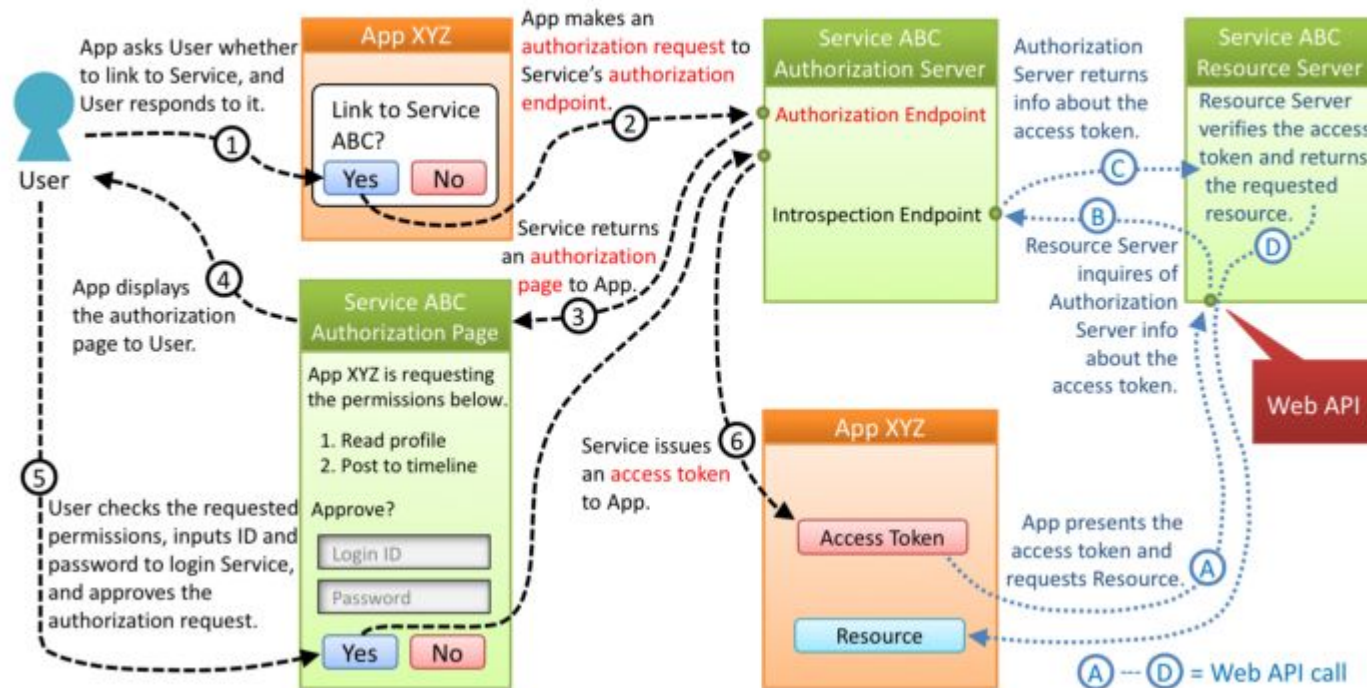 App asks User whether
to link to Service, and
User responds to it.
User
1
App XYZ
Link to Service
ABC?
Yes
No
App makes an
authorization request to
Service's authorization
endpoint.
2
Service ABC
Authorization Server
Authorization Endpoint
Introspection Endpoint
Authorization
Server returns
info about the
access token.
C
B
Service ABC
Resource Server
Resource Server
verifies the access
token and returns
the requested
resource.
D
Resource Server
inquires of
Authorization
Server info
about the
access token.
Web API
Service returns
an authorization
page to App.
3
4
App displays
the authorization
page to User.
Service ABC
Authorization Page
App XYZ is requesting
the permissions below.
1. Read profile
2. Post to timeline
Approve?
Login ID
Password
Yes
No
5
User checks the requested
permissions, inputs ID and
password to login Service,
and approves the
authorization request.
Service issues
an access token
to App.
6
App XYZ
Access Token
Resource
App presents the
access token and
requests Resource.
A
A --- D = Web API call